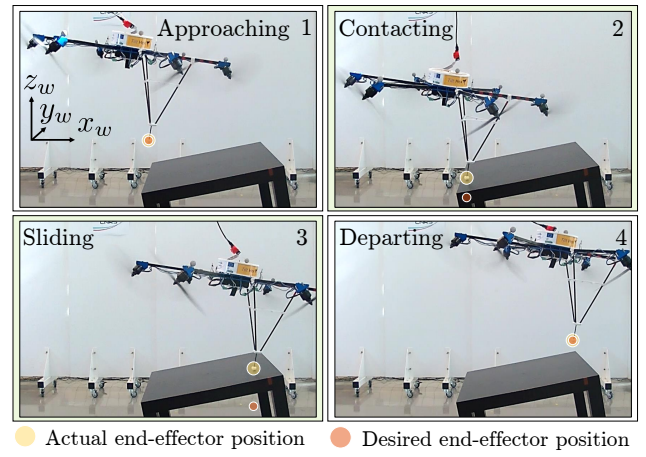 Approaching 1
z_w
y_w
x_w
Contacting 2
Sliding 3
Departing 4
Actual end-effector position
Desired end-effector position